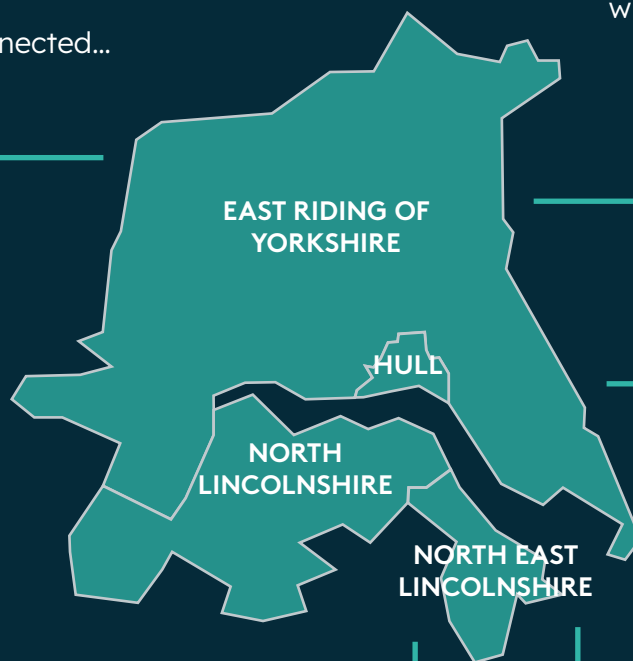 nected...
EAST RIDING OF
YORKSHIRE
HULL
NORTH
LINCOLNSHIRE
NORTH EAST
LINCOLNSHIRE